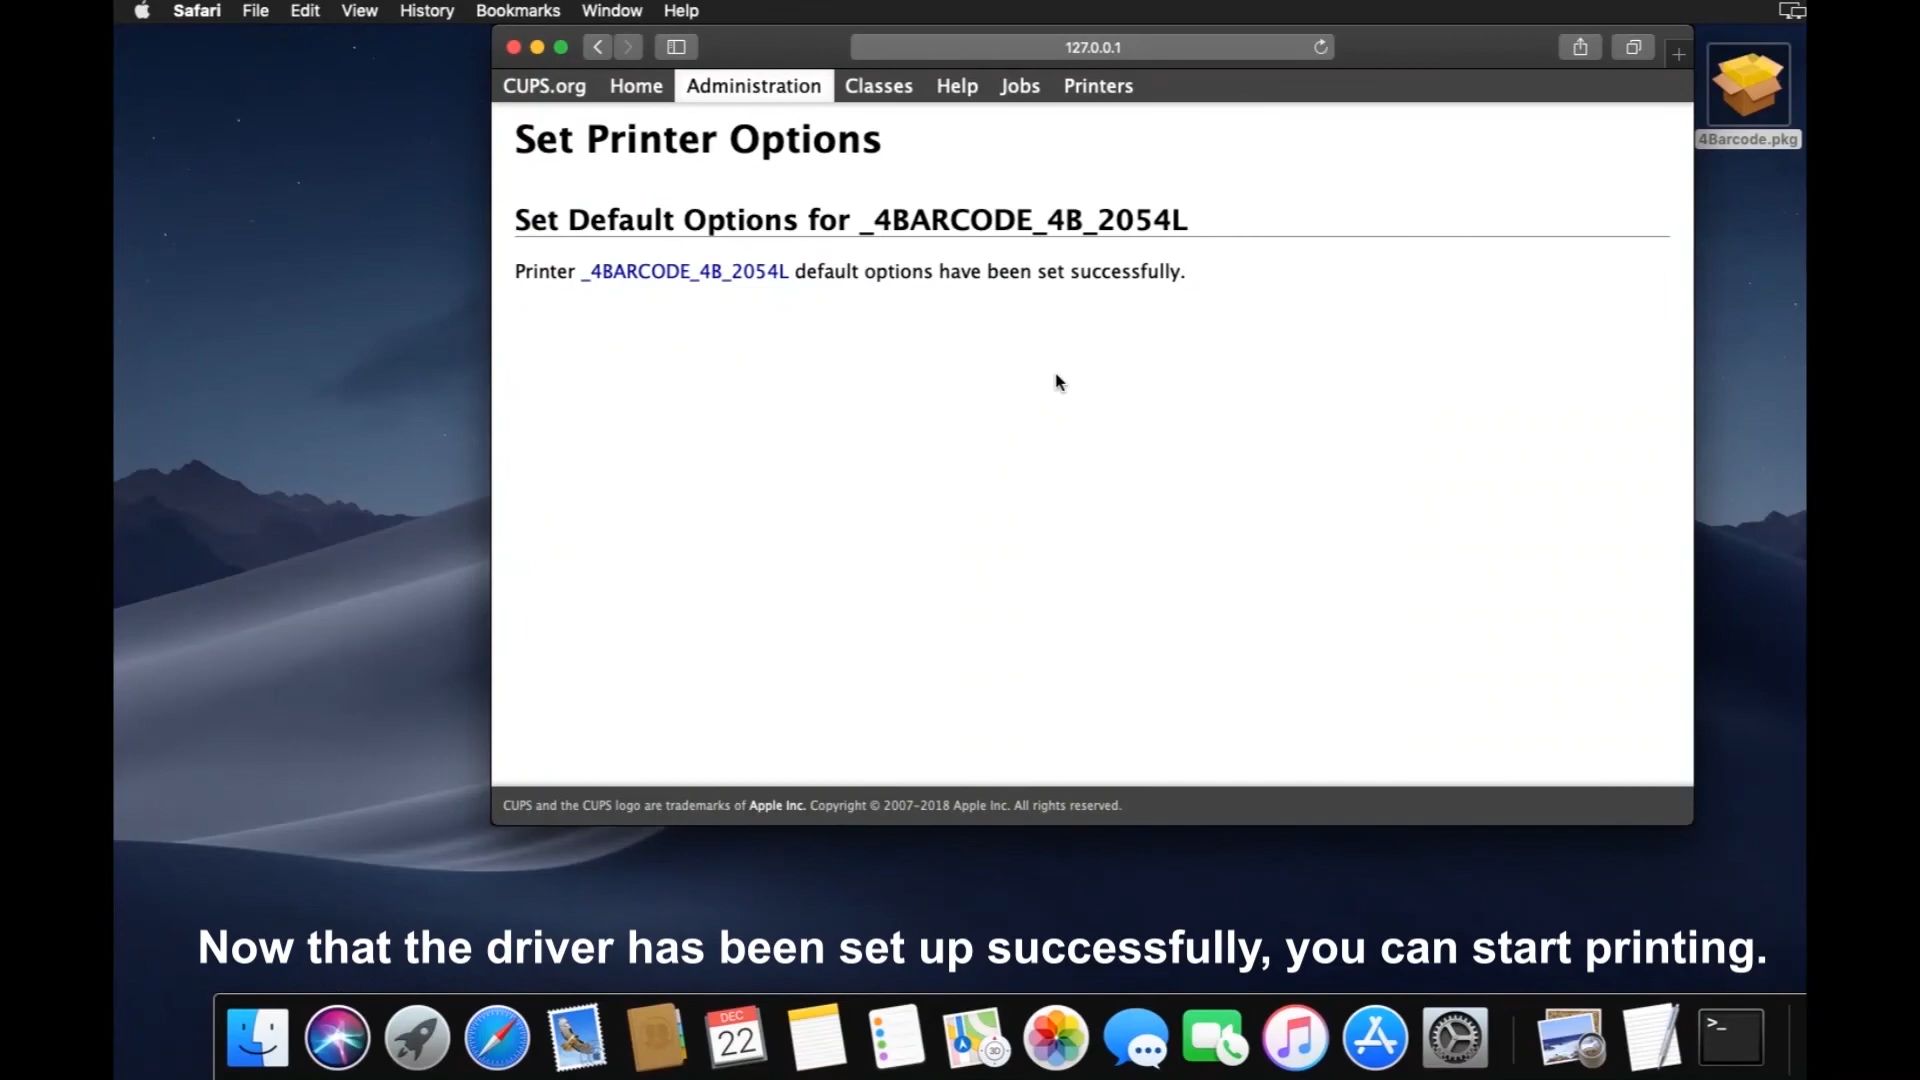 Safari File Edit View History Bookmarks Window Help
127.0.0.1
CUPS.org Home Administration Classes Help Jobs Printers
4Barcode.pkg
Set Printer Options
Set Default Options for _4BARCODE_4B_2054L
Printer _4BARCODE_4B_2054L default options have been set successfully.
CUPS and the CUPS logo are trademarks of Apple Inc. Copyright © 2007-2018 Apple Inc. All rights reserved.
Now that the driver has been set up successfully, you can start printing.
DEC
22
3D
>_